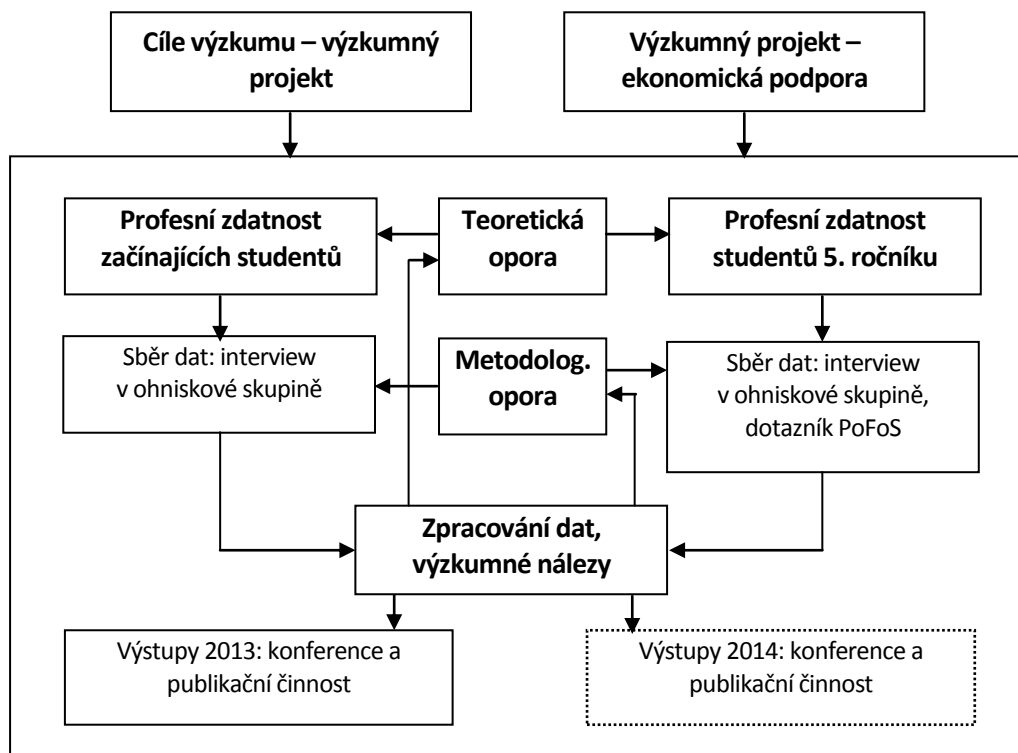 Cíle výzkumu – výzkumný
projekt
Výzkumný projekt –
ekonomická podpora
Profesní zdatnost
začínajících studentů
Teoretická
opora
Profesní zdatnost
studentů 5. ročníku
Sběr dat: interview
v ohniskové skupině
Metodolog.
opora
Sběr dat: interview
v ohniskové skupině,
dotazník PoFoS
Zpracování dat,
výzkumné nálezy
Výstupy 2013: konference a
publikační činnost
Výstupy 2014: konference a
publikační činnost